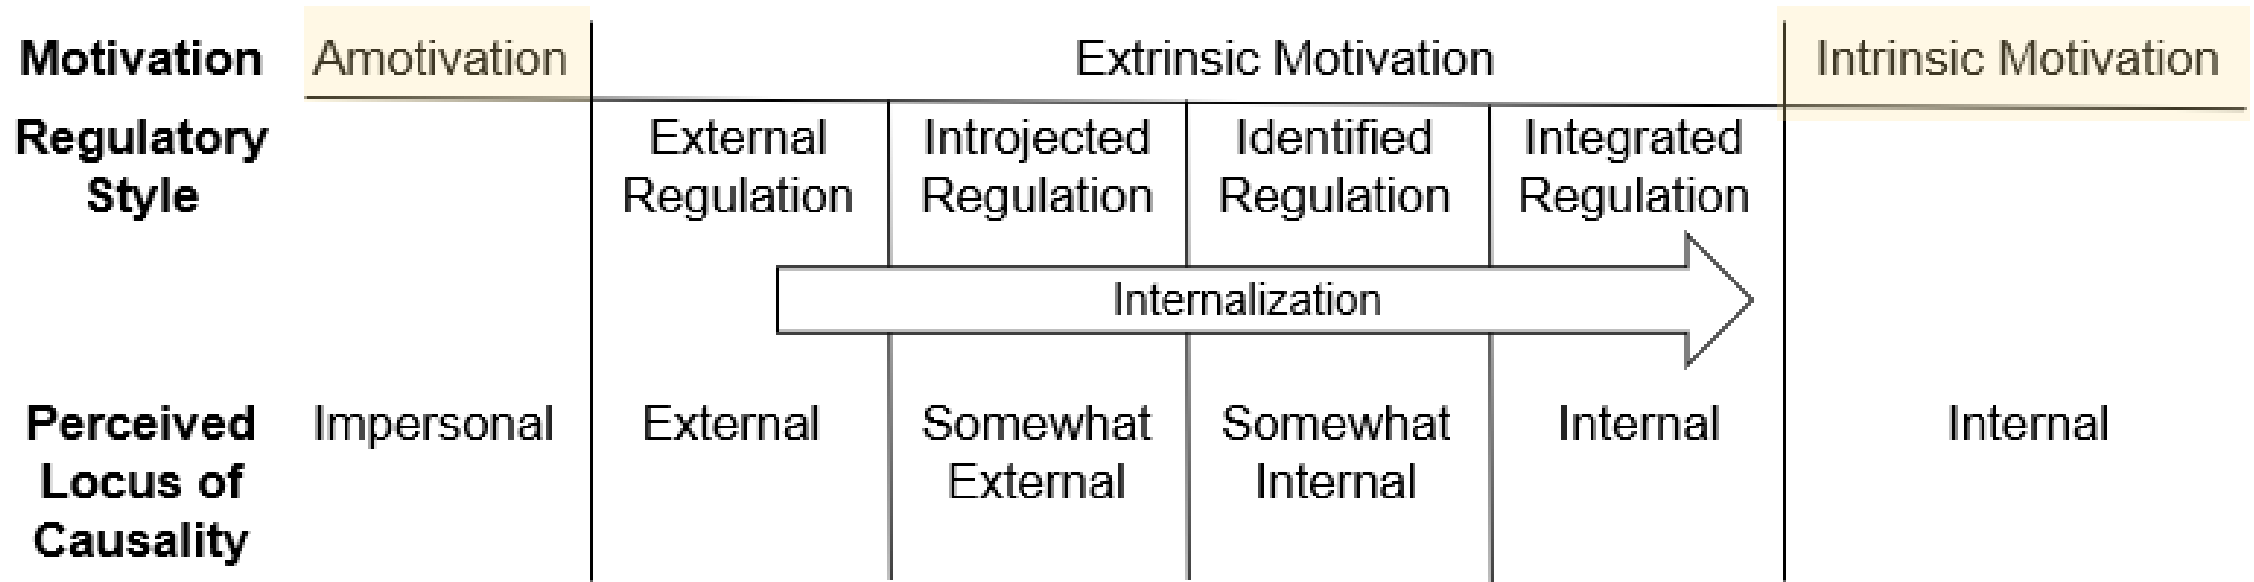 Motivation Amotivation Extrinsic Motivation Intrinsic Motivation
Regulatory Style
External Regulation
Introjected Regulation
Identified Regulation
Integrated Regulation
Internalization
Perceived Locus of Causality
Impersonal
External
Somewhat External
Somewhat Internal
Internal
Internal